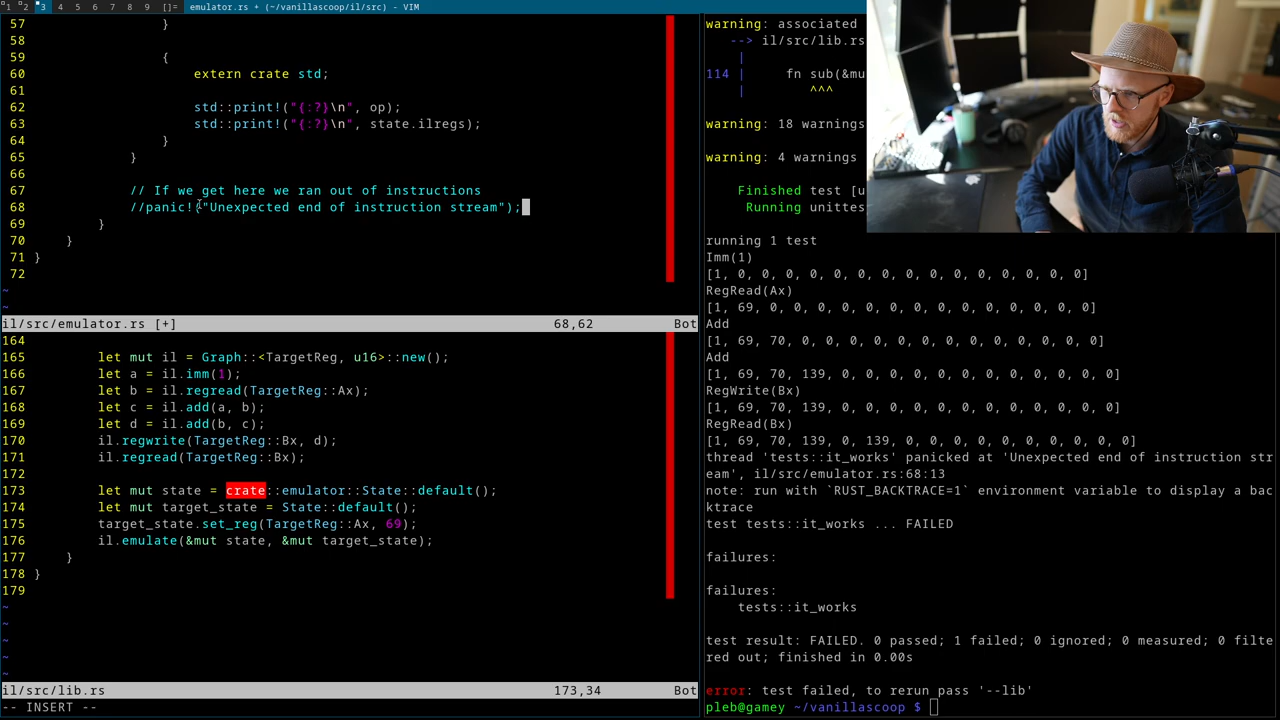 1 2 3 4 5 6 7 8 9 []= emulator.rs + (~/vanillascoop/il/src) - VIM
57 }
58
59 {
60 extern crate std;
61
62 std::print!("{:?}\n", op);
63 std::print!("{:?}\n", state.ilregs);
64 }
65 }
66
67 // If we get here we ran out of instructions
68 //panic!("Unexpected end of instruction stream");
69 }
70 }
71 }
72
~
~
il/src/emulator.rs [+] 68,62 Bot
164
165 let mut il = Graph::<TargetReg, u16>::new();
166 let a = il.imm(1);
167 let b = il.regread(TargetReg::Ax);
168 let c = il.add(a, b);
169 let d = il.add(b, c);
170 il.regwrite(TargetReg::Bx, d);
171 il.regread(TargetReg::Bx);
172
173 let mut state = crate::emulator::State::default();
174 let mut target_state = State::default();
175 target_state.set_reg(TargetReg::Ax, 69);
176 il.emulate(&mut state, &mut target_state);
177 }
178 }
179
~
~
~
~
~
il/src/lib.rs 173,34 Bot
-- INSERT --
warning: associated
--> il/src/lib.rs
|
114 | fn sub(&mu
| ^^^
warning: 18 warnings
warning: 4 warnings
Finished test [u
Running unittes
running 1 test
Imm(1)
[1, 0, 0, 0, 0, 0, 0, 0, 0, 0, 0, 0, 0, 0, 0, 0]
RegRead(Ax)
[1, 69, 0, 0, 0, 0, 0, 0, 0, 0, 0, 0, 0, 0, 0, 0]
Add
[1, 69, 70, 0, 0, 0, 0, 0, 0, 0, 0, 0, 0, 0, 0, 0]
Add
[1, 69, 70, 139, 0, 0, 0, 0, 0, 0, 0, 0, 0, 0, 0, 0]
RegWrite(Bx)
[1, 69, 70, 139, 0, 0, 0, 0, 0, 0, 0, 0, 0, 0, 0, 0]
RegRead(Bx)
[1, 69, 70, 139, 0, 139, 0, 0, 0, 0, 0, 0, 0, 0, 0, 0]
thread 'tests::it_works' panicked at 'Unexpected end of instruction str
eam', il/src/emulator.rs:68:13
note: run with `RUST_BACKTRACE=1` environment variable to display a bac
ktrace
test tests::it_works ... FAILED
failures:
failures:
tests::it_works
test result: FAILED. 0 passed; 1 failed; 0 ignored; 0 measured; 0 filte
red out; finished in 0.00s
error: test failed, to rerun pass '--lib'
pleb@gamey ~/vanillascoop $